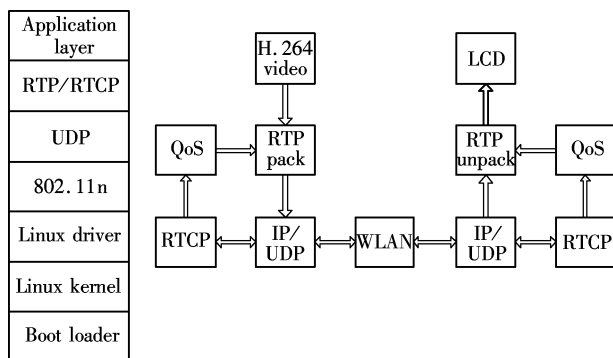 Application
layer
RTP/RTCP
UDP
802.11n
Linux driver
Linux kernel
Boot loader
H.264
video
QoS
RTP
pack
RTCP
IP/
UDP
WLAN
LCD
RTP
unpack
QoS
IP/
UDP
RTCP